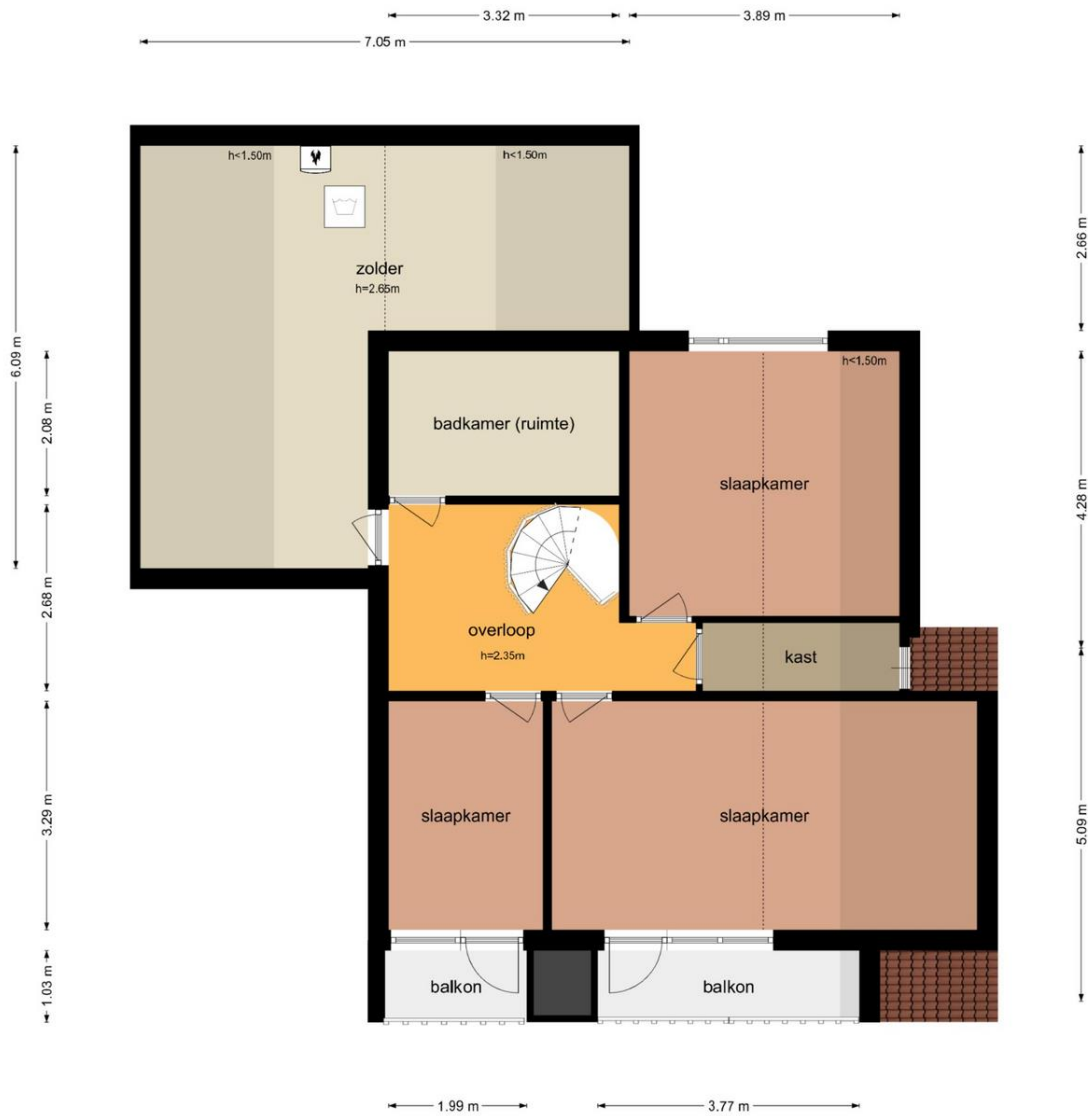 3.32 m
3.89 m
7.05 m
h<1.50m
h<1.50m
zolder
h=2.65m
6.09 m
2.66 m
2.08 m
badkamer (ruimte)
h<1.50m
slaapkamer
4.28 m
2.68 m
overloop
h=2.35m
kast
3.29 m
slaapkamer
slaapkamer
5.09 m
1.03 m
balkon
balkon
1.99 m
3.77 m